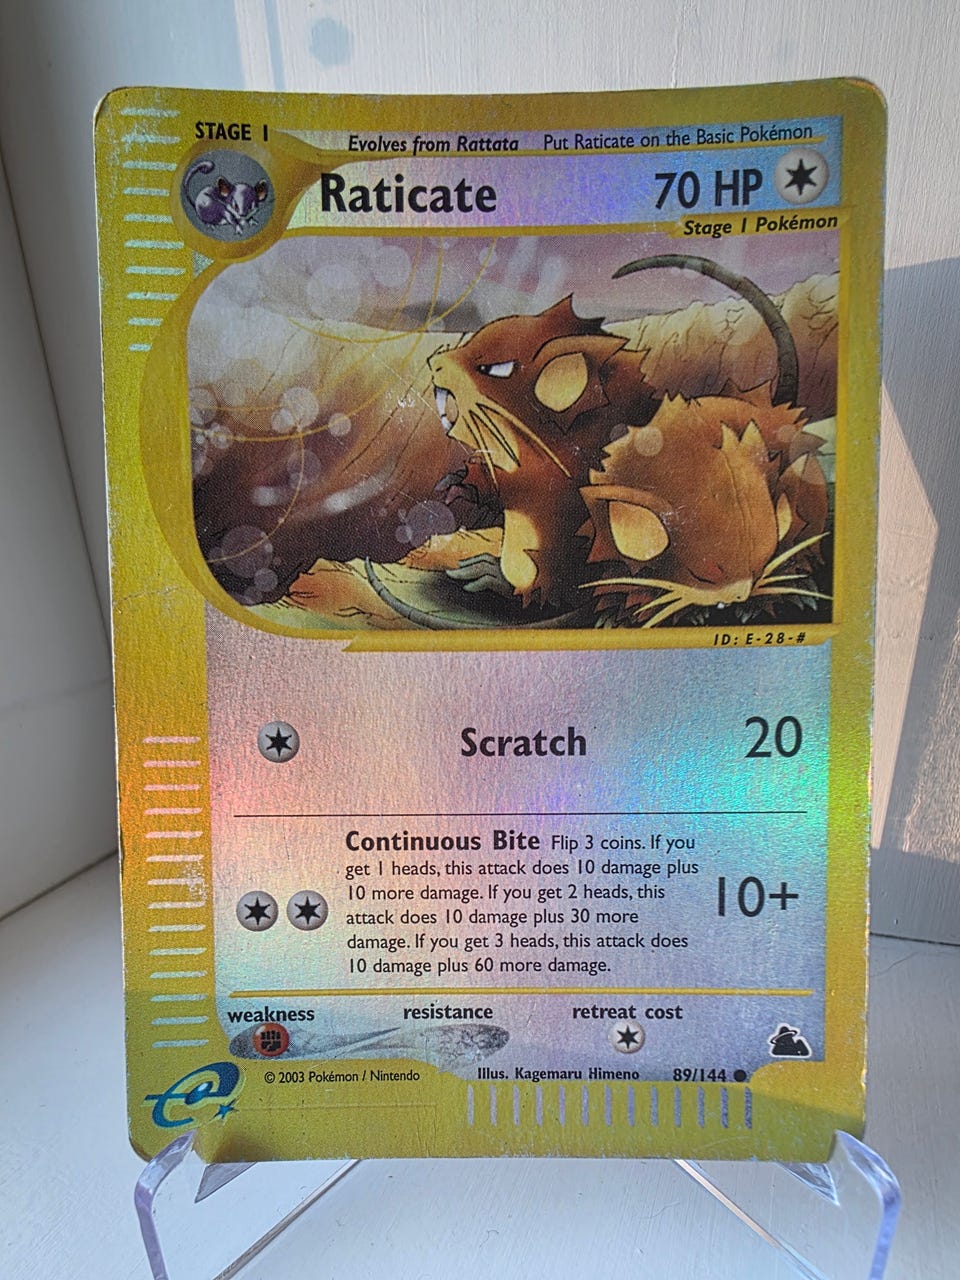 STAGE 1
Evolves from Rattata Put Raticate on the Basic Pokémon
Raticate 70 HP
Stage 1 Pokémon
ID: E-28-#
Scratch 20
Continuous Bite Flip 3 coins. If you
get 1 heads, this attack does 10 damage plus
10 more damage. If you get 2 heads, this
attack does 10 damage plus 30 more
damage. If you get 3 heads, this attack does
10 damage plus 60 more damage.
10+
weakness resistance retreat cost
© 2003 Pokémon / Nintendo Illus. Kagemaru Himeno 89/144 ●
e